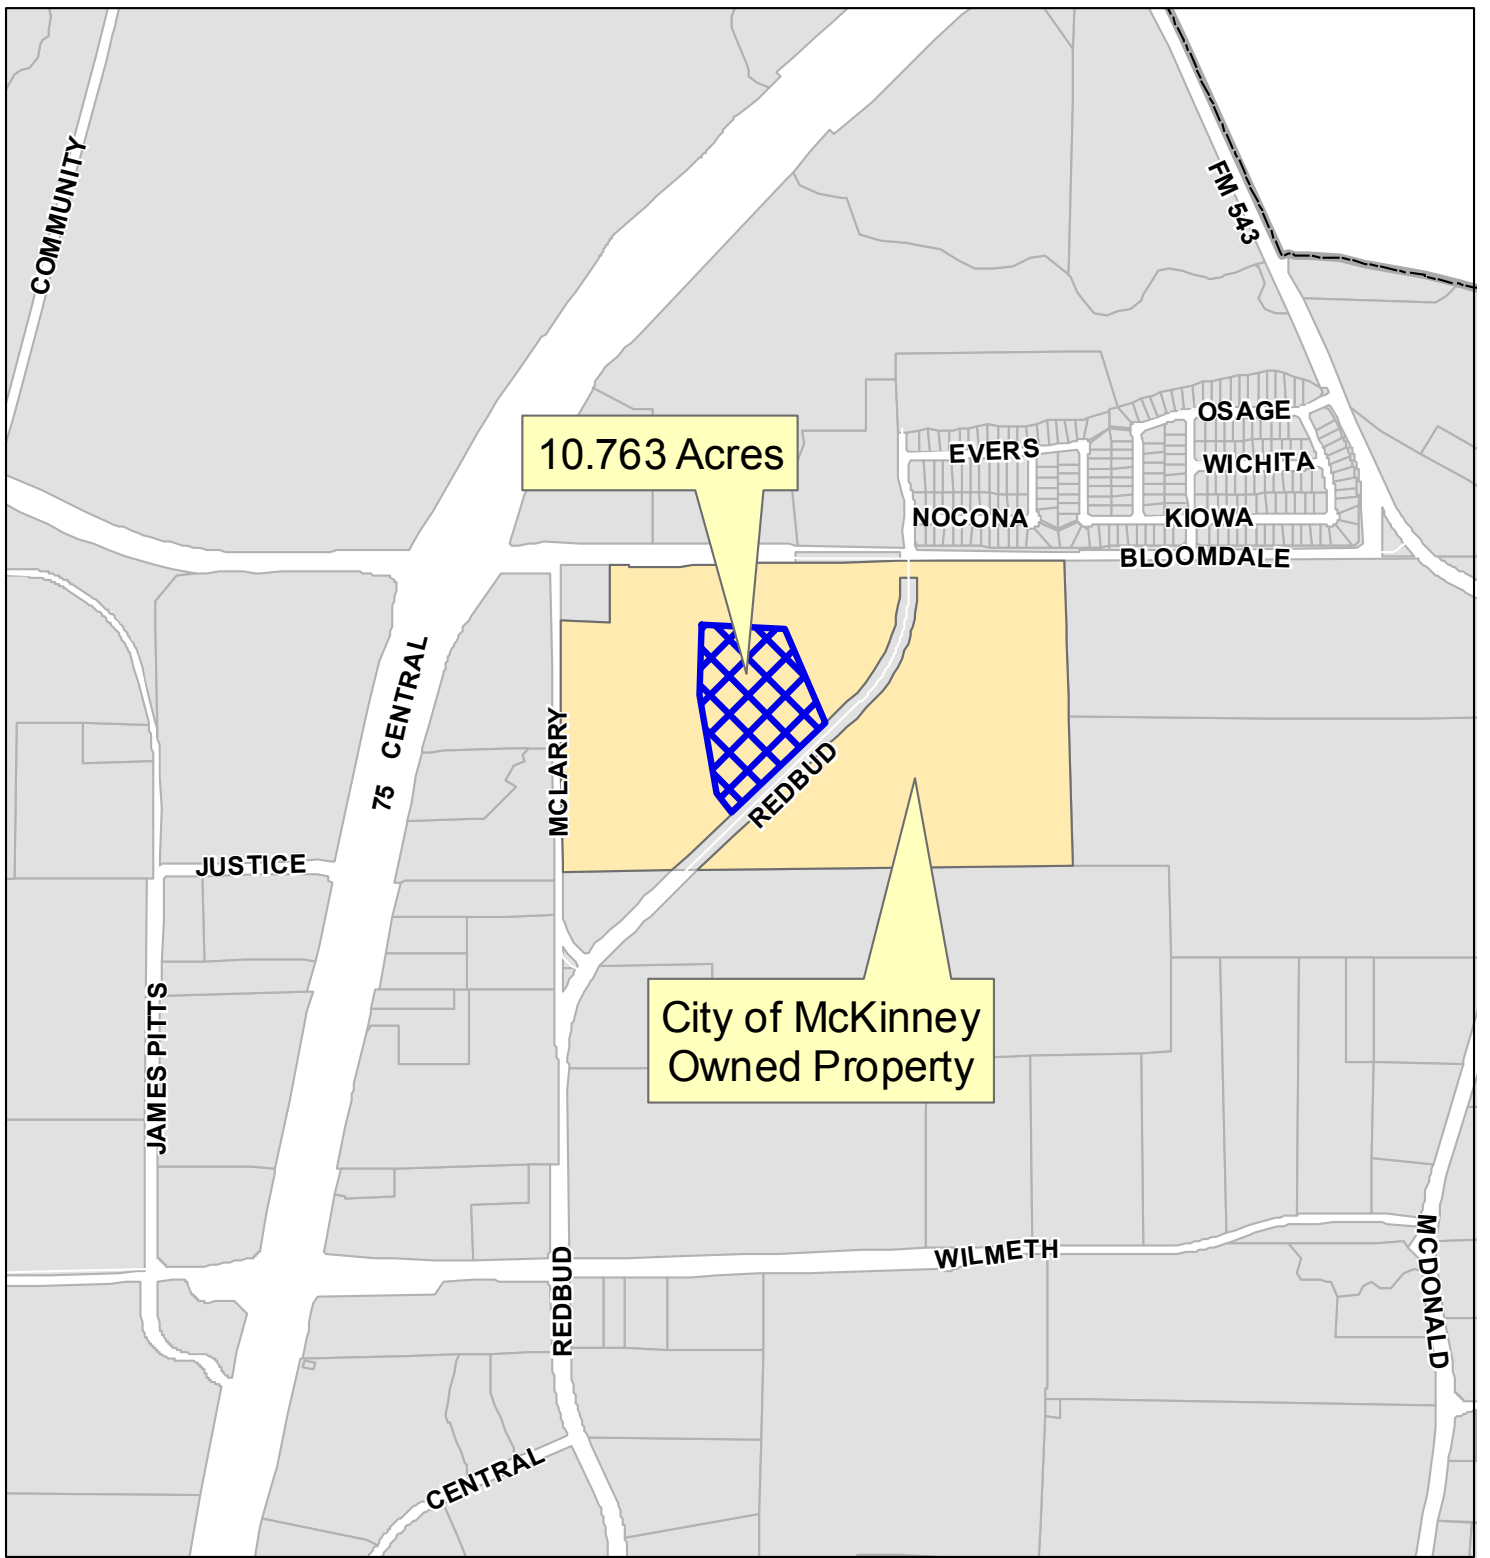 COMMUNITY
FM 543
OSAGE
10.763 Acres
EVERS
WICHITA
NOCONA
KIOWA
BLOOMDALE
75 CENTRAL
MCLARRY
REDBUD
JUSTICE
City of McKinney
Owned Property
JAMES PITTS
WILMETH
MCDONALD
REDBUD
CENTRAL